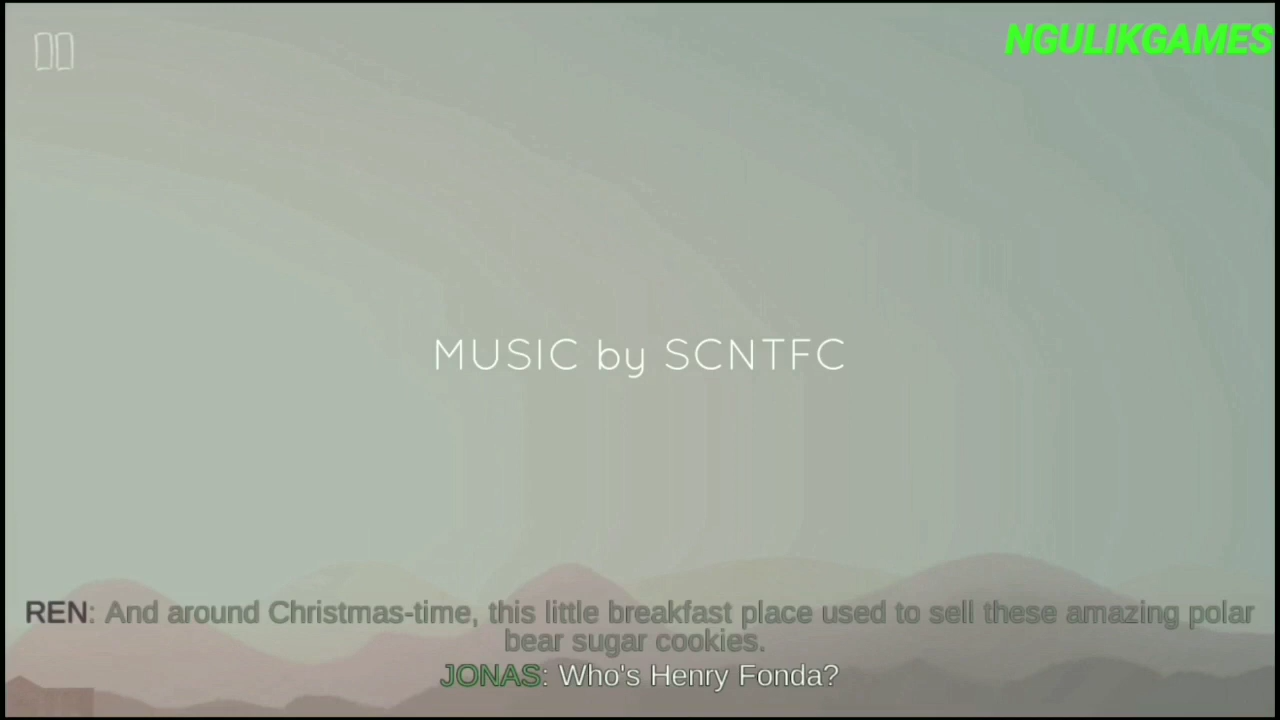 NGULIKGAMES
MUSIC by SCNTFC
REN: And around Christmas-time, this little breakfast place used to sell these amazing polar
bear sugar cookies.
JONAS: Who's Henry Fonda?